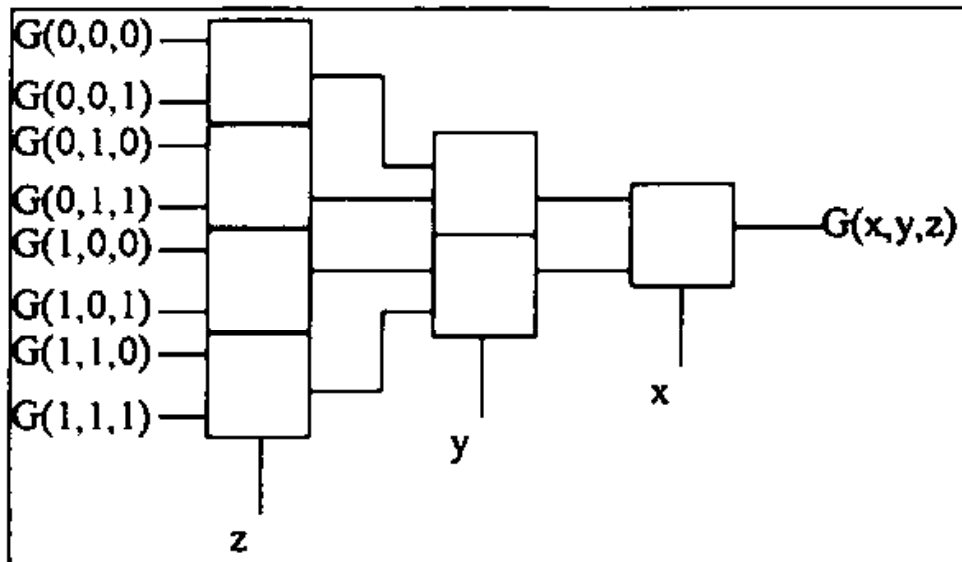 G(0,0,0)
G(0,0,1)
G(0,1,0)
G(0,1,1)
G(1,0,0)
G(1,0,1)
G(1,1,0)
G(1,1,1)
G(x,y,z)
x
y
z